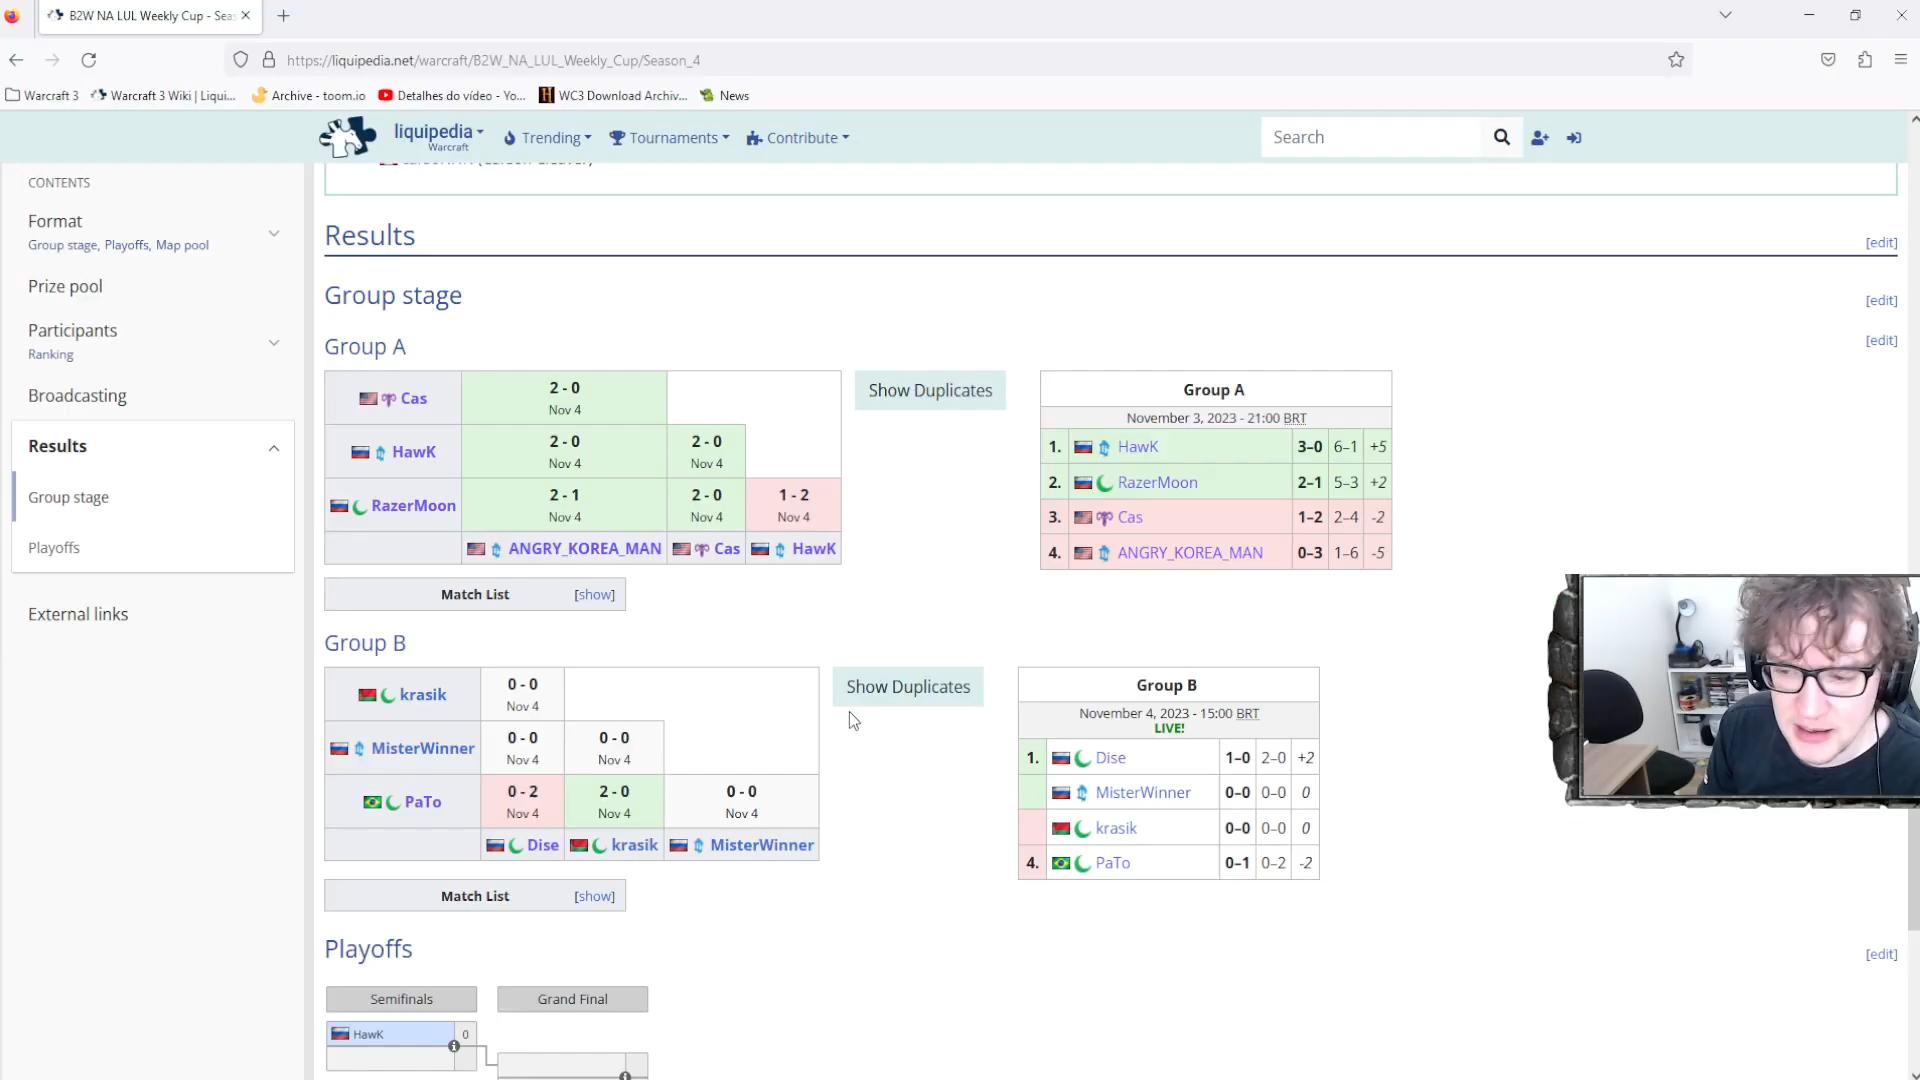 B2W NA LUL Weekly Cup - Sea
https://liquipedia.net/warcraft/B2W_NA_LUL_Weekly_Cup/Season_4
Warcraft 3 Warcraft 3 Wiki | Liqui... Archive - toom.io Detalhes do vídeo - Yo... WC3 Download Archiv... News
liquipedia Warcraft Trending Tournaments Contribute Search
CONTENTS
Format
Group stage, Playoffs, Map pool
Prize pool
Participants
Ranking
Broadcasting
Results
Group stage
Playoffs
External links
Results [edit]
Group stage [edit]
Group A [edit]
Cas 2 - 0 Nov 4
HawK 2 - 0 Nov 4 2 - 0 Nov 4
RazerMoon 2 - 1 Nov 4 2 - 0 Nov 4 1 - 2 Nov 4
ANGRY_KOREA_MAN Cas HawK
Show Duplicates
Group A
November 3, 2023 - 21:00 BRT
1. HawK 3–0 6–1 +5
2. RazerMoon 2–1 5–3 +2
3. Cas 1–2 2–4 -2
4. ANGRY_KOREA_MAN 0–3 1–6 -5
Match List [show]
Group B
krasik 0 - 0 Nov 4
MisterWinner 0 - 0 Nov 4 0 - 0 Nov 4
PaTo 0 - 2 Nov 4 2 - 0 Nov 4 0 - 0 Nov 4
Dise krasik MisterWinner
Show Duplicates
Group B
November 4, 2023 - 15:00 BRT
LIVE!
1. Dise 1–0 2–0 +2
MisterWinner 0–0 0–0 0
krasik 0–0 0–0 0
4. PaTo 0–1 0–2 -2
Match List [show]
Playoffs [edit]
Semifinals Grand Final
HawK 0